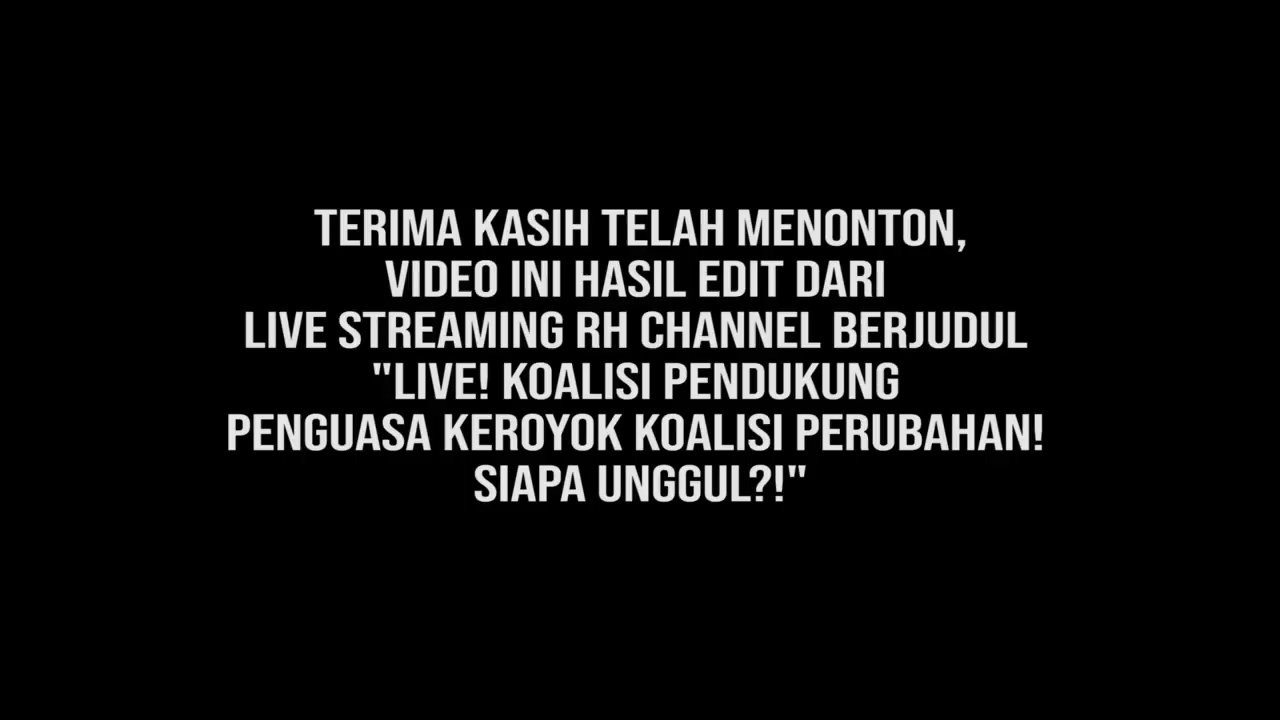 TERIMA KASIH TELAH MENONTON,
VIDEO INI HASIL EDIT DARI
LIVE STREAMING RH CHANNEL BERJUDUL
"LIVE! KOALISI PENDUKUNG
PENGUASA KEROYOK KOALISI PERUBAHAN!
SIAPA UNGGUL?!"